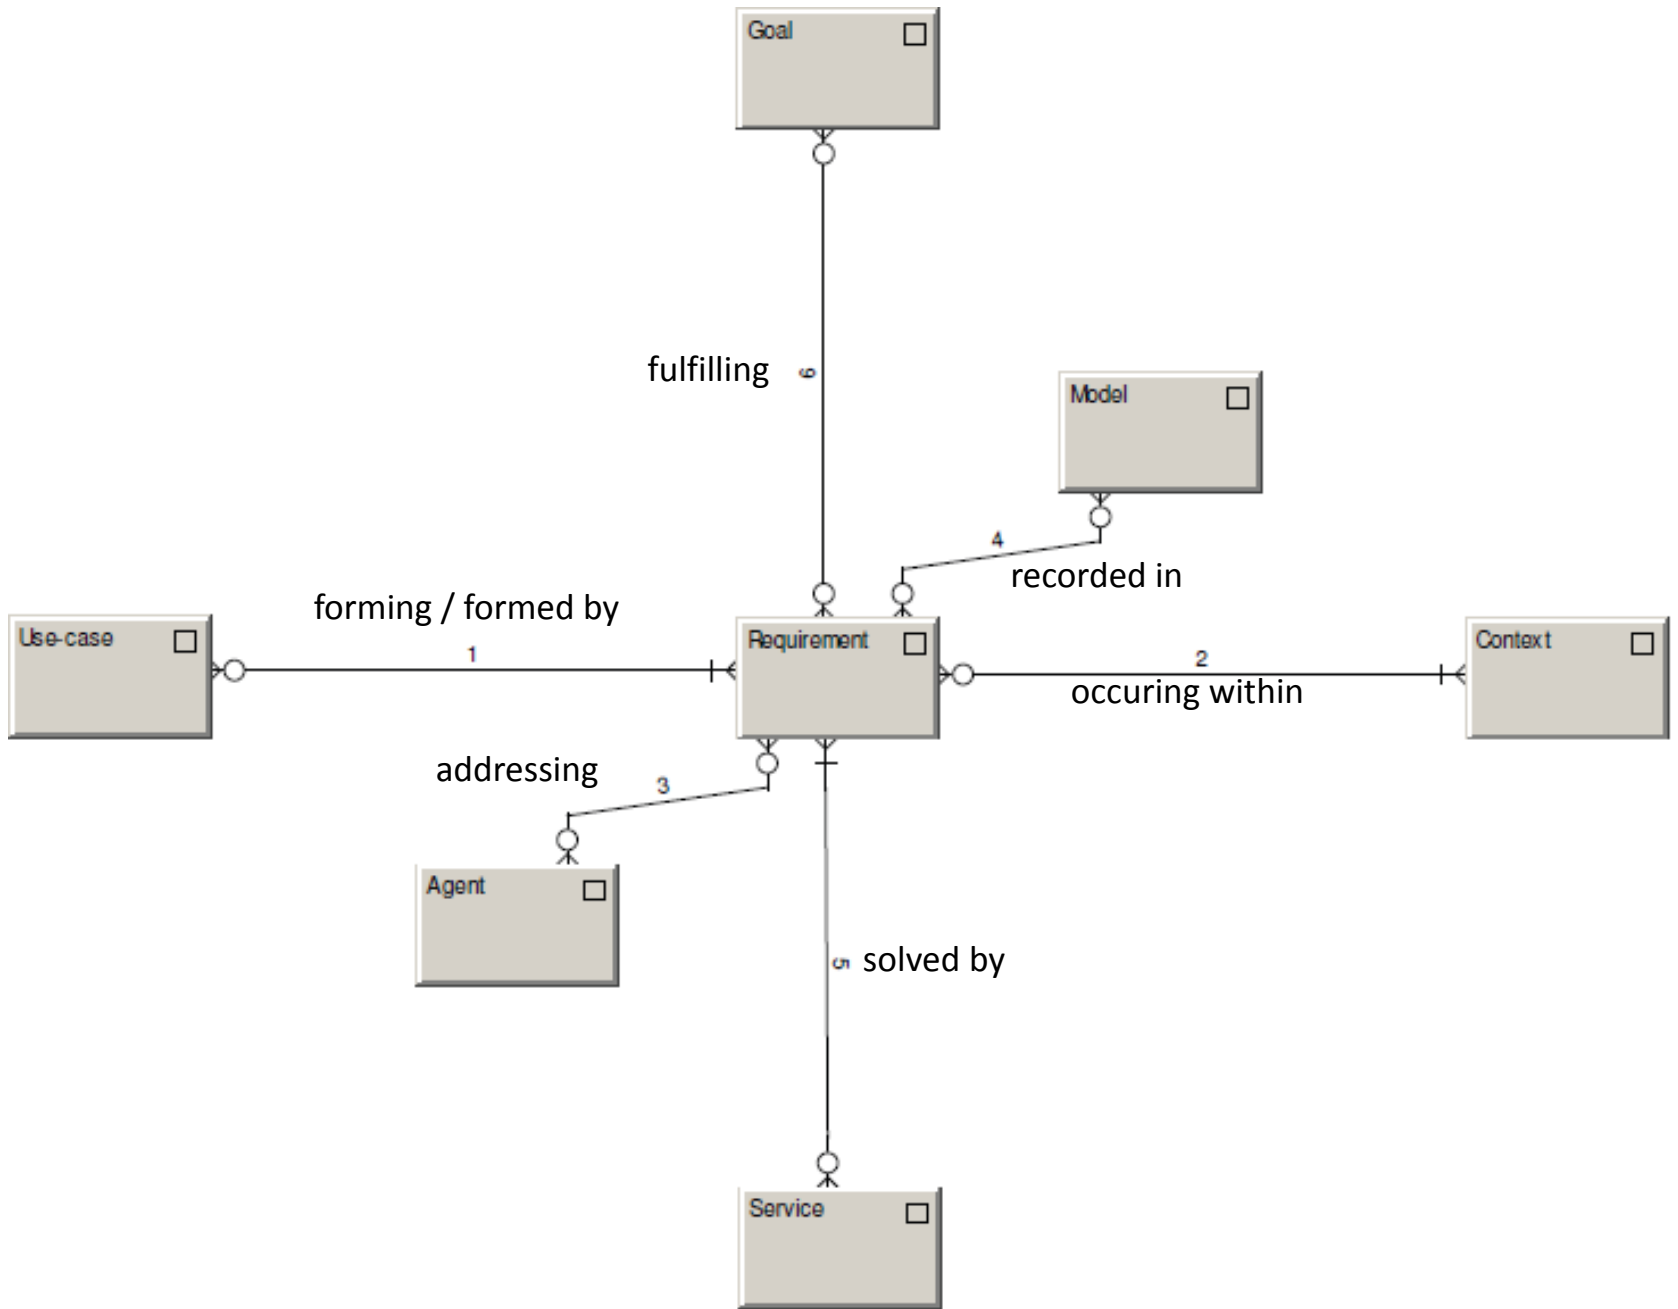 Goal
fulfilling
6
Model
4
recorded in
forming / formed by
Use-case
1
Requirement
2
occuring within
Context
addressing
3
Agent
5
solved by
Service